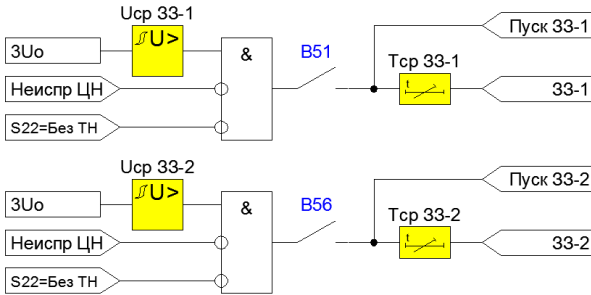 Uср ЗЗ-1
U>
3Uo
&
B51
Тср ЗЗ-1
t
Пуск ЗЗ-1
Неиспр ЦН
ЗЗ-1
S22=Без ТН
Uср ЗЗ-2
U>
3Uo
&
B56
Тср ЗЗ-2
t
Пуск ЗЗ-2
Неиспр ЦН
ЗЗ-2
S22=Без ТН